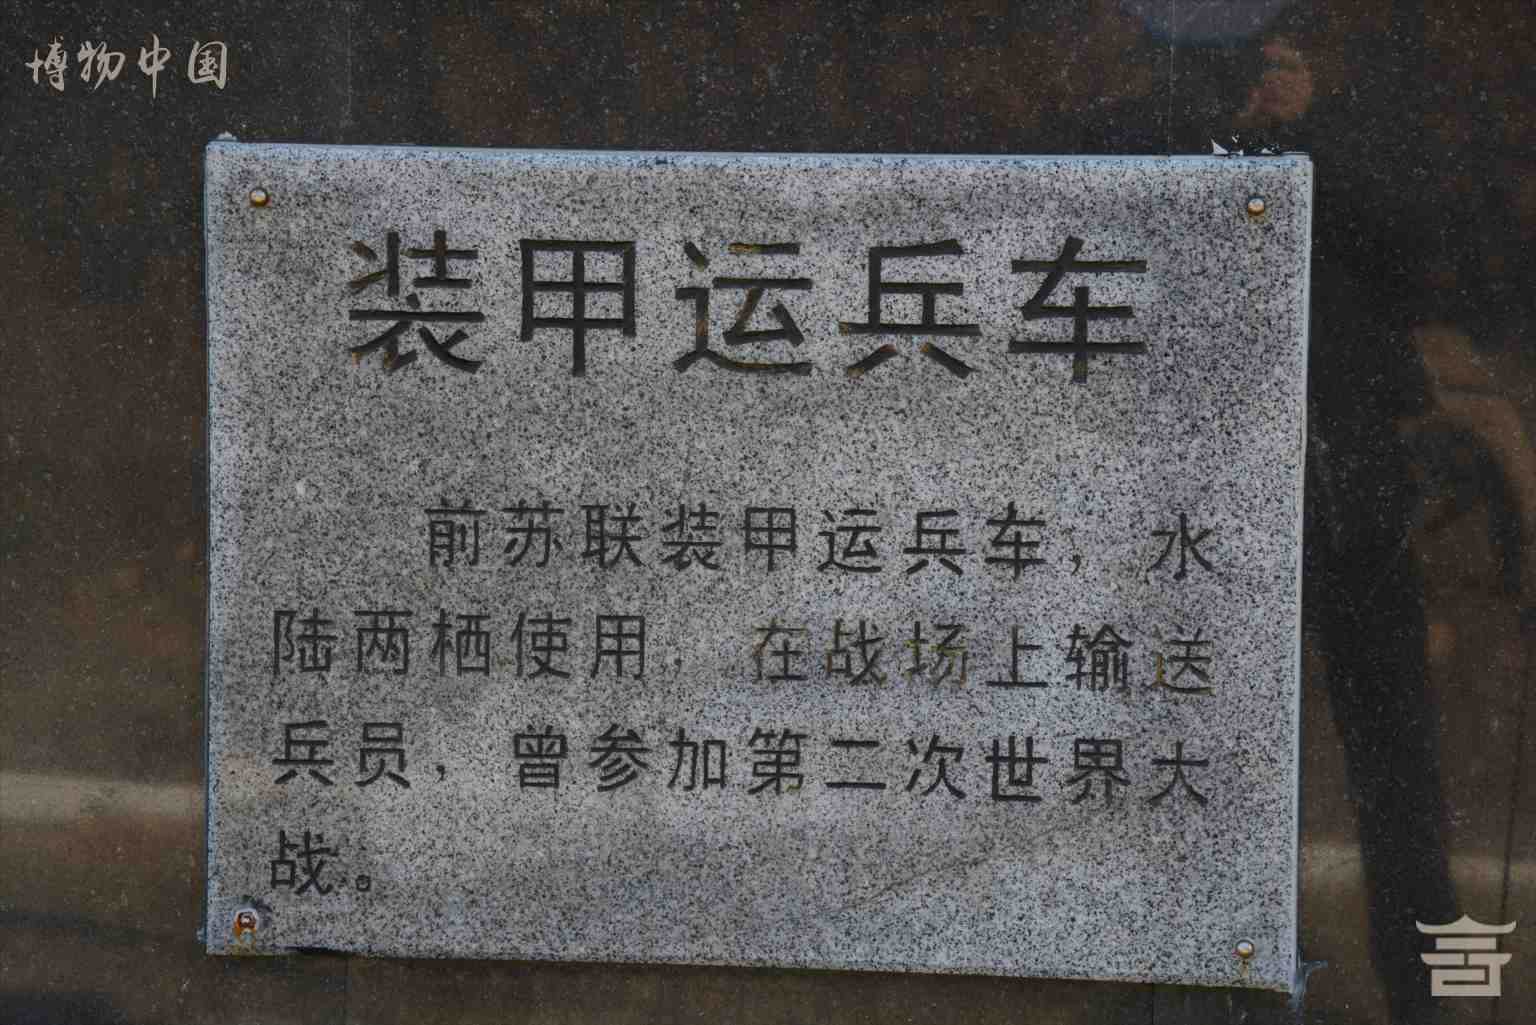 博物中国
装甲运兵车
前苏联装甲运兵车，水
陆两栖使用．在战场上输送
兵员，曾参加第二次世界大
战。